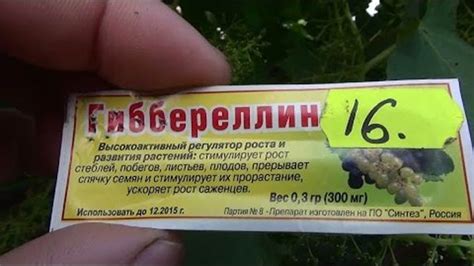 Гиббереллин
16.
Высокоактивный регулятор роста и
развития растений: стимулирует рост
стеблей, побегов, листьев, плодов, прерывает
спячку семян и стимулирует их прорастание,
ускоряет рост саженцев.
Вес 0,3 гр (300 мг)
Использовать до 12.2015 г.
Партия № 8 - Препарат изготовлен на ПО "Синтез", Россия